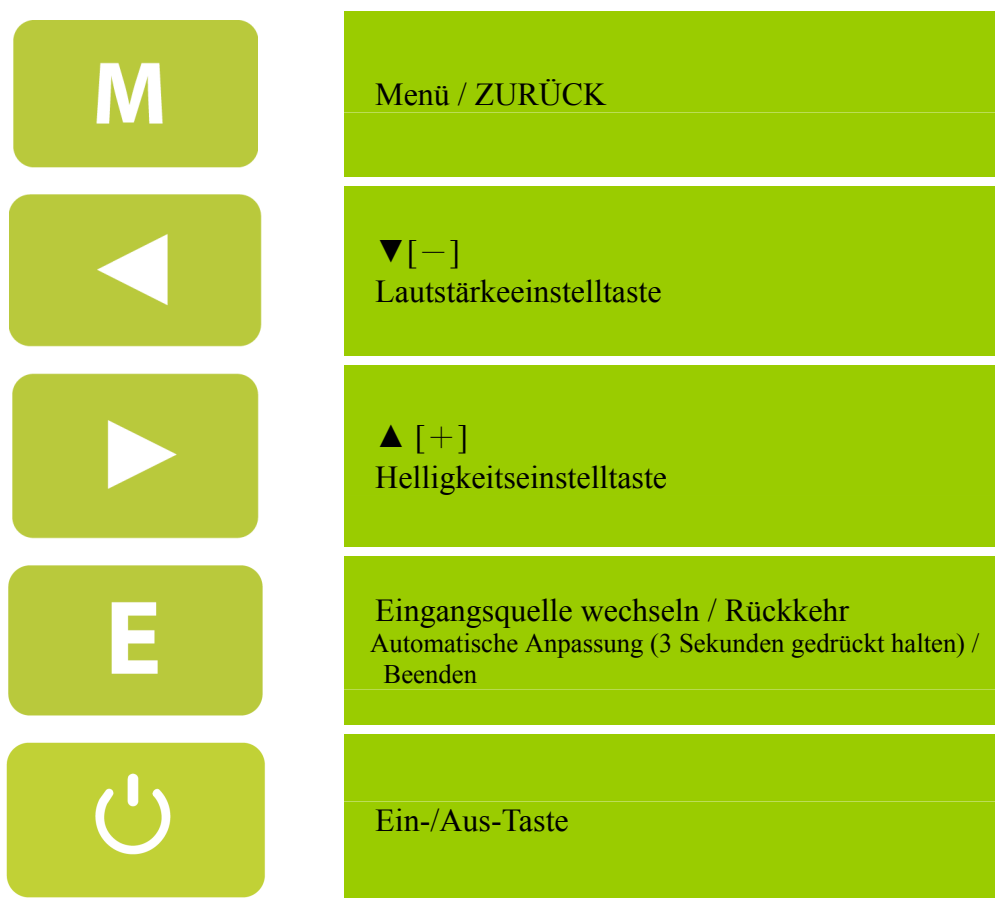 M
Menü / ZURÜCK
▼[－]
Lautstärkeeinstelltaste
▲ [＋]
Helligkeitseinstelltaste
E
Eingangsquelle wechseln / Rückkehr
Automatische Anpassung (3 Sekunden gedrückt halten) /
Beenden
Ein-/Aus-Taste